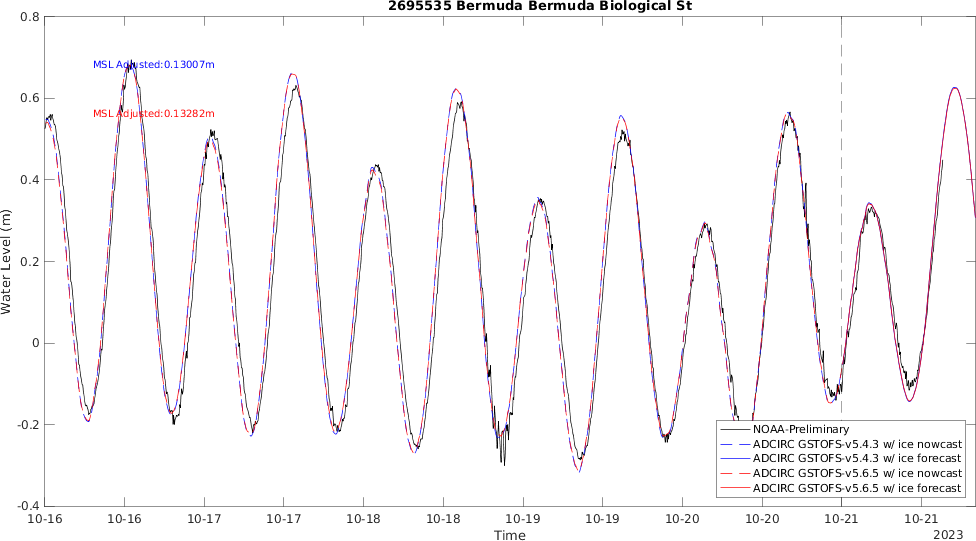 2695535 Bermuda Bermuda Biological St
0.8
MSL Adjusted:0.13007m
0.6
MSL Adjusted:0.13282m
0.4
0.2
0
-0.2
-0.4
Water Level (m)
NOAA-Preliminary
ADCIRC GSTOFS-v5.4.3 w/ ice nowcast
ADCIRC GSTOFS-v5.4.3 w/ ice forecast
ADCIRC GSTOFS-v5.6.5 w/ ice nowcast
ADCIRC GSTOFS-v5.6.5 w/ ice forecast
10-16 10-16 10-17 10-17 10-18 10-18 10-19 10-19 10-20 10-20 10-21 10-21
Time
2023